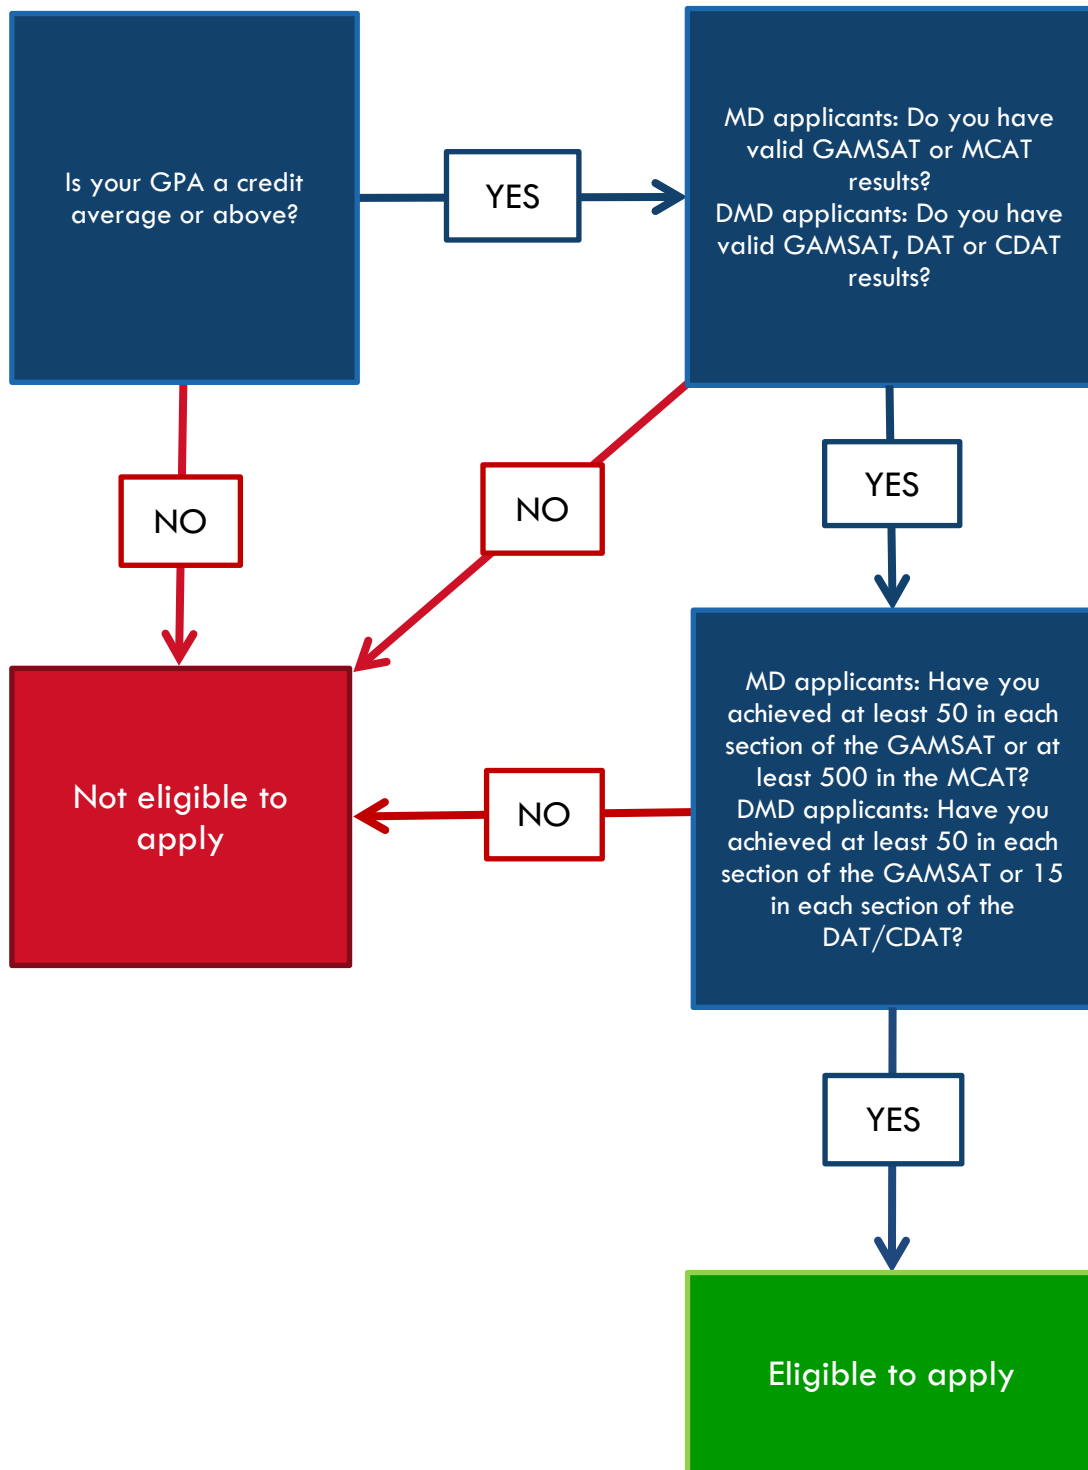 Is your GPA a credit
average or above?
YES
MD applicants: Do you have
valid GAMSAT or MCAT
results?
DMD applicants: Do you have
valid GAMSAT, DAT or CDAT
results?
NO
NO
YES
Not eligible to
apply
NO
MD applicants: Have you
achieved at least 50 in each
section of the GAMSAT or at
least 500 in the MCAT?
DMD applicants: Have you
achieved at least 50 in each
section of the GAMSAT or 15
in each section of the
DAT/CDAT?
YES
Eligible to apply